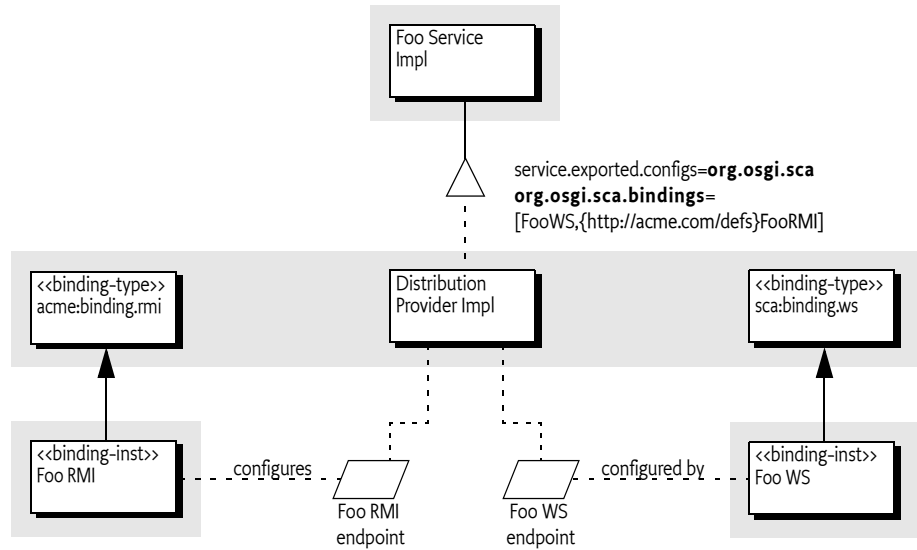 Foo Service
Impl
service.exported.configs=org.osgi.sca
org.osgi.sca.bindings=
[FooWS,{http://acme.com/defs}FooRMI]
<<binding-type>>
acme:binding.rmi
Distribution
Provider Impl
<<binding-type>>
sca:binding.ws
<<binding-inst>>
Foo RMI
configures
Foo RMI
endpoint
Foo WS
endpoint
configured by
<<binding-inst>>
Foo WS